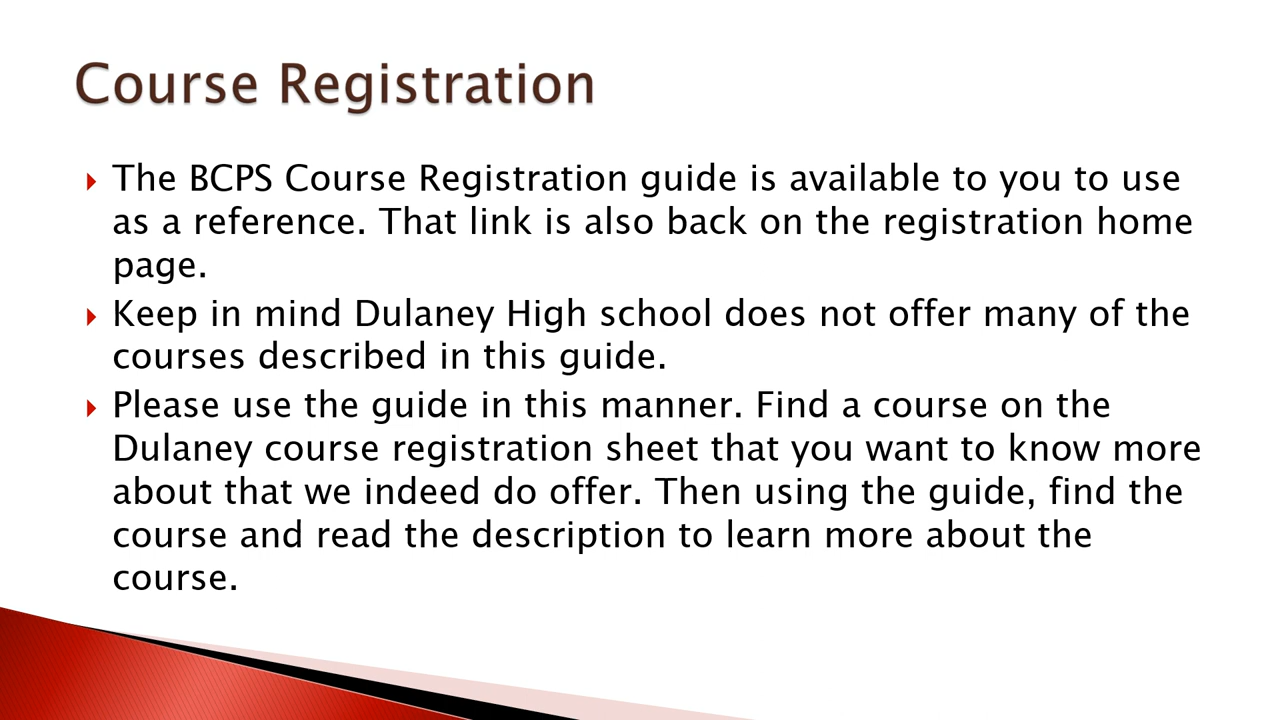 Course Registration
The BCPS Course Registration guide is available to you to use
as a reference. That link is also back on the registration home
page.
Keep in mind Dulaney High school does not offer many of the
courses described in this guide.
Please use the guide in this manner. Find a course on the
Dulaney course registration sheet that you want to know more
about that we indeed do offer. Then using the guide, find the
course and read the description to learn more about the
course.